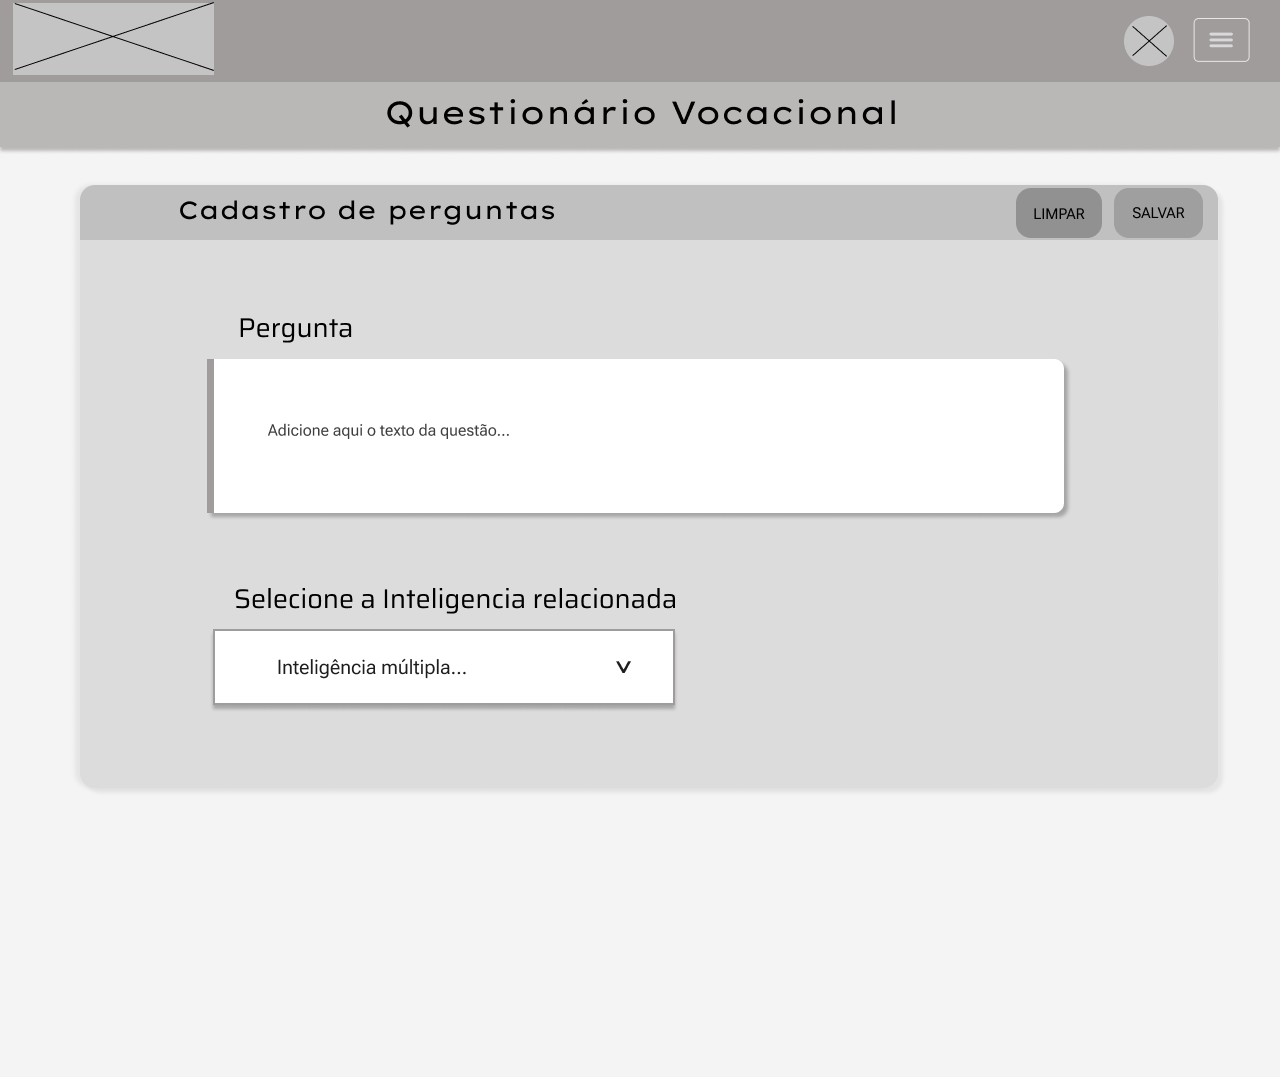 Questionário Vocacional
Cadastro de perguntas
LIMPAR
SALVAR
Pergunta
Adicione aqui o texto da questão...
Selecione a Inteligencia relacionada
Inteligência múltipla...